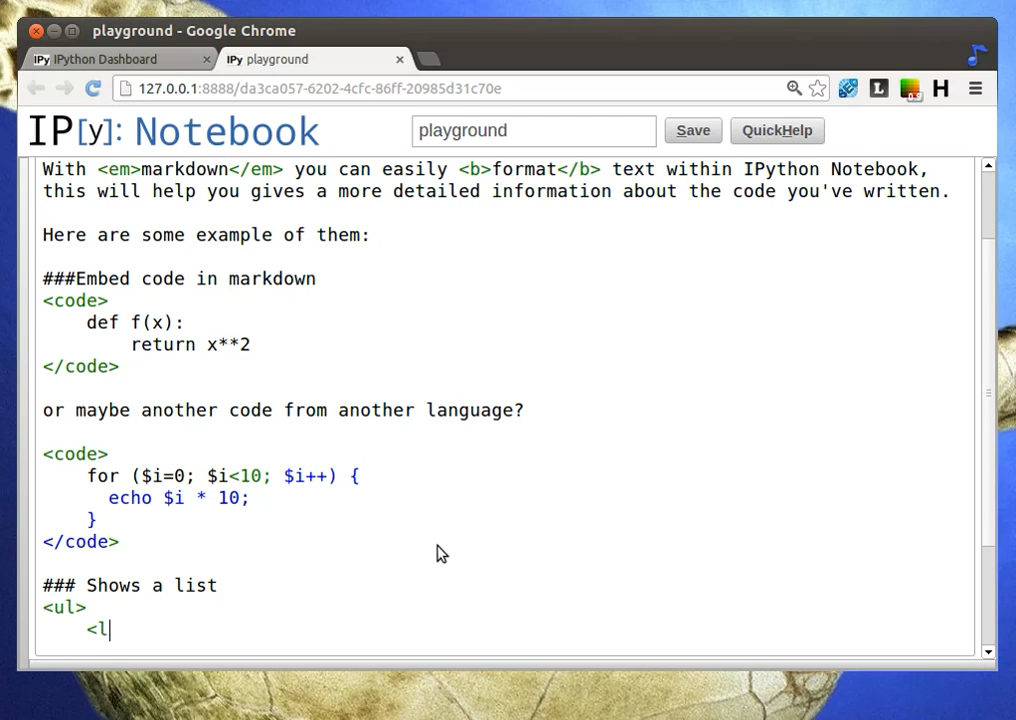 playground - Google Chrome
IPy IPython Dashboard
IPy playground
127.0.0.1:8888/da3ca057-6202-4cfc-86ff-20985d31c70e
L
0.3
H
IP[y]: Notebook
playground
Save
QuickHelp
With <em>markdown</em> you can easily <b>format</b> text within IPython Notebook,
this will help you gives a more detailed information about the code you've written.
Here are some example of them:
###Embed code in markdown
<code>
def f(x):
return x**2
</code>
or maybe another code from another language?
<code>
for ($i=0; $i<10; $i++) {
echo $i * 10;
}
</code>
### Shows a list
<ul>
<l